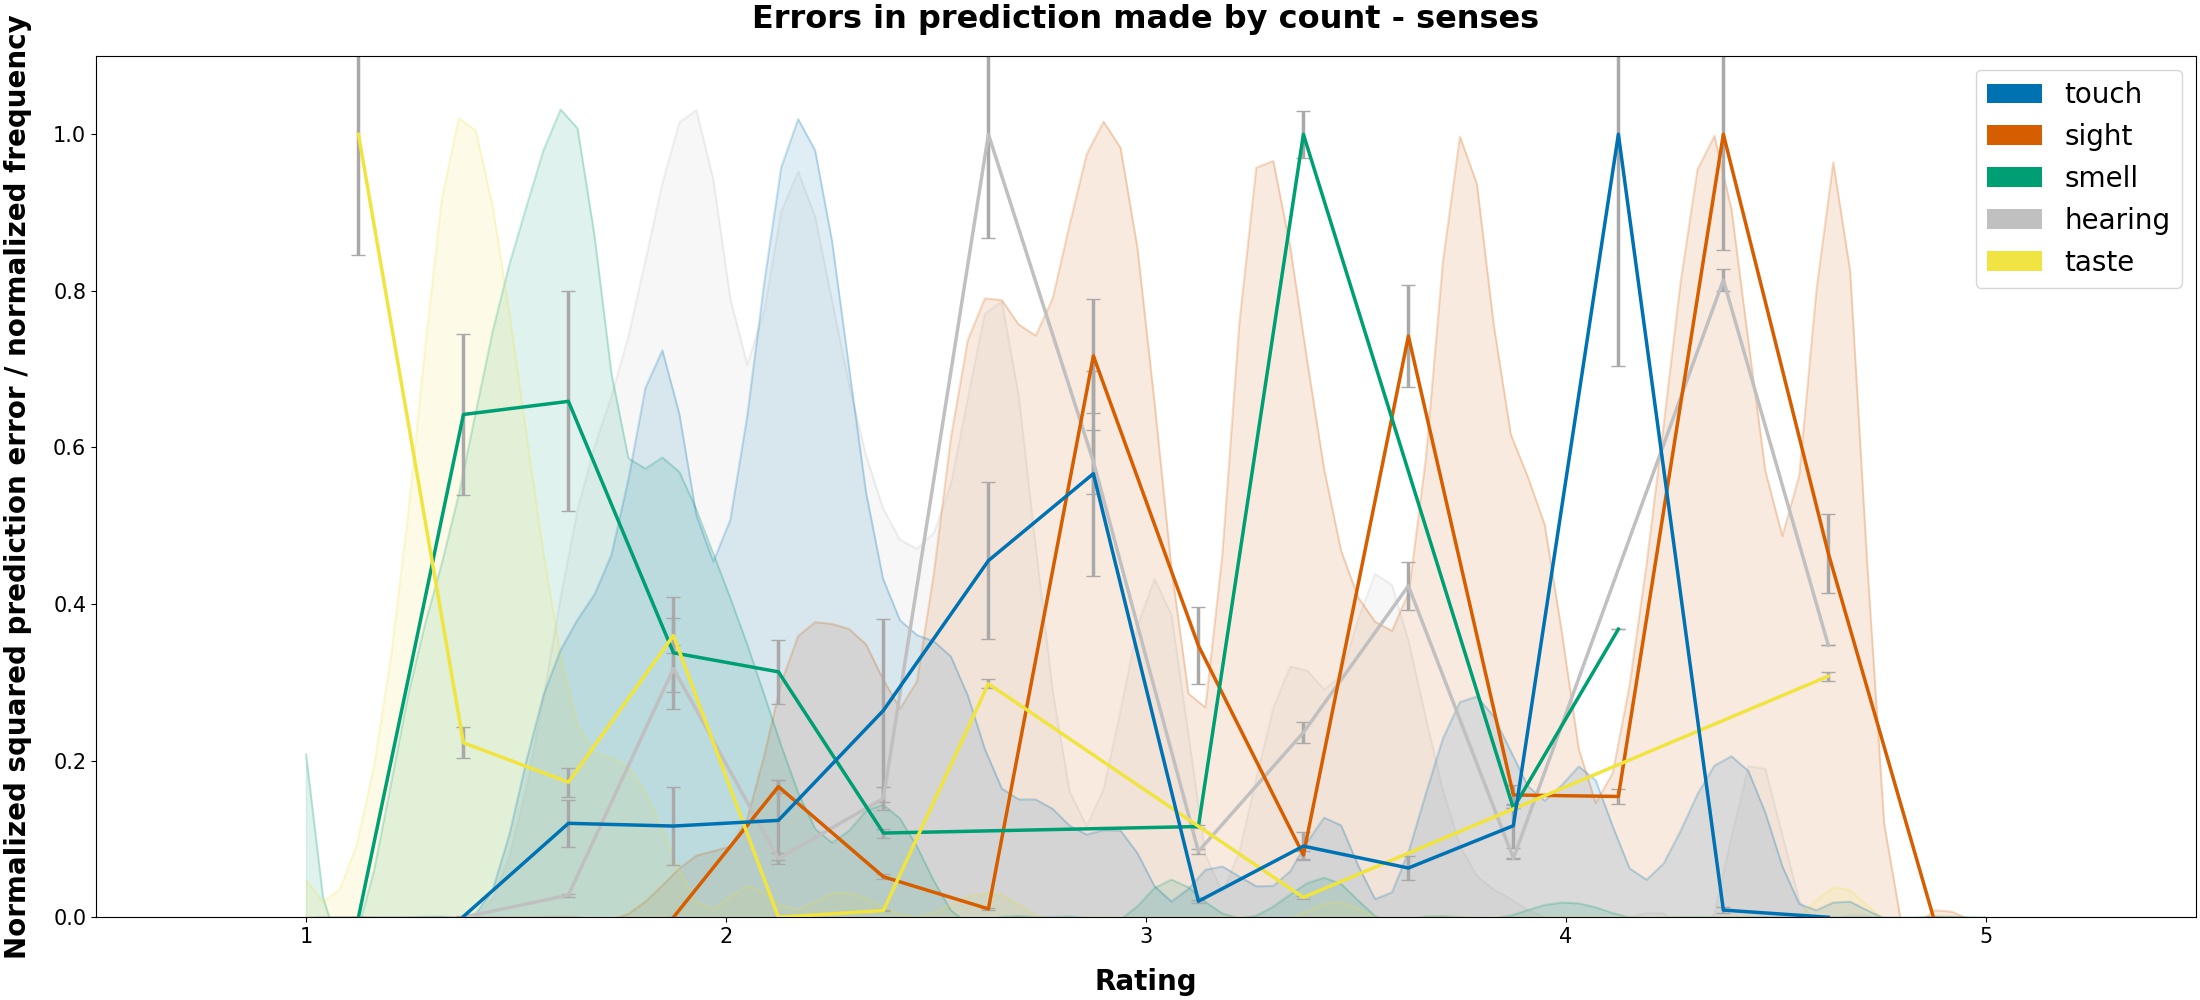 Errors in prediction made by count - senses
Normalized squared prediction error / normalized frequency
1.0
0.8
0.6
0.4
0.2
0.0
1 2 3 4 5
Rating
touch
sight
smell
hearing
taste